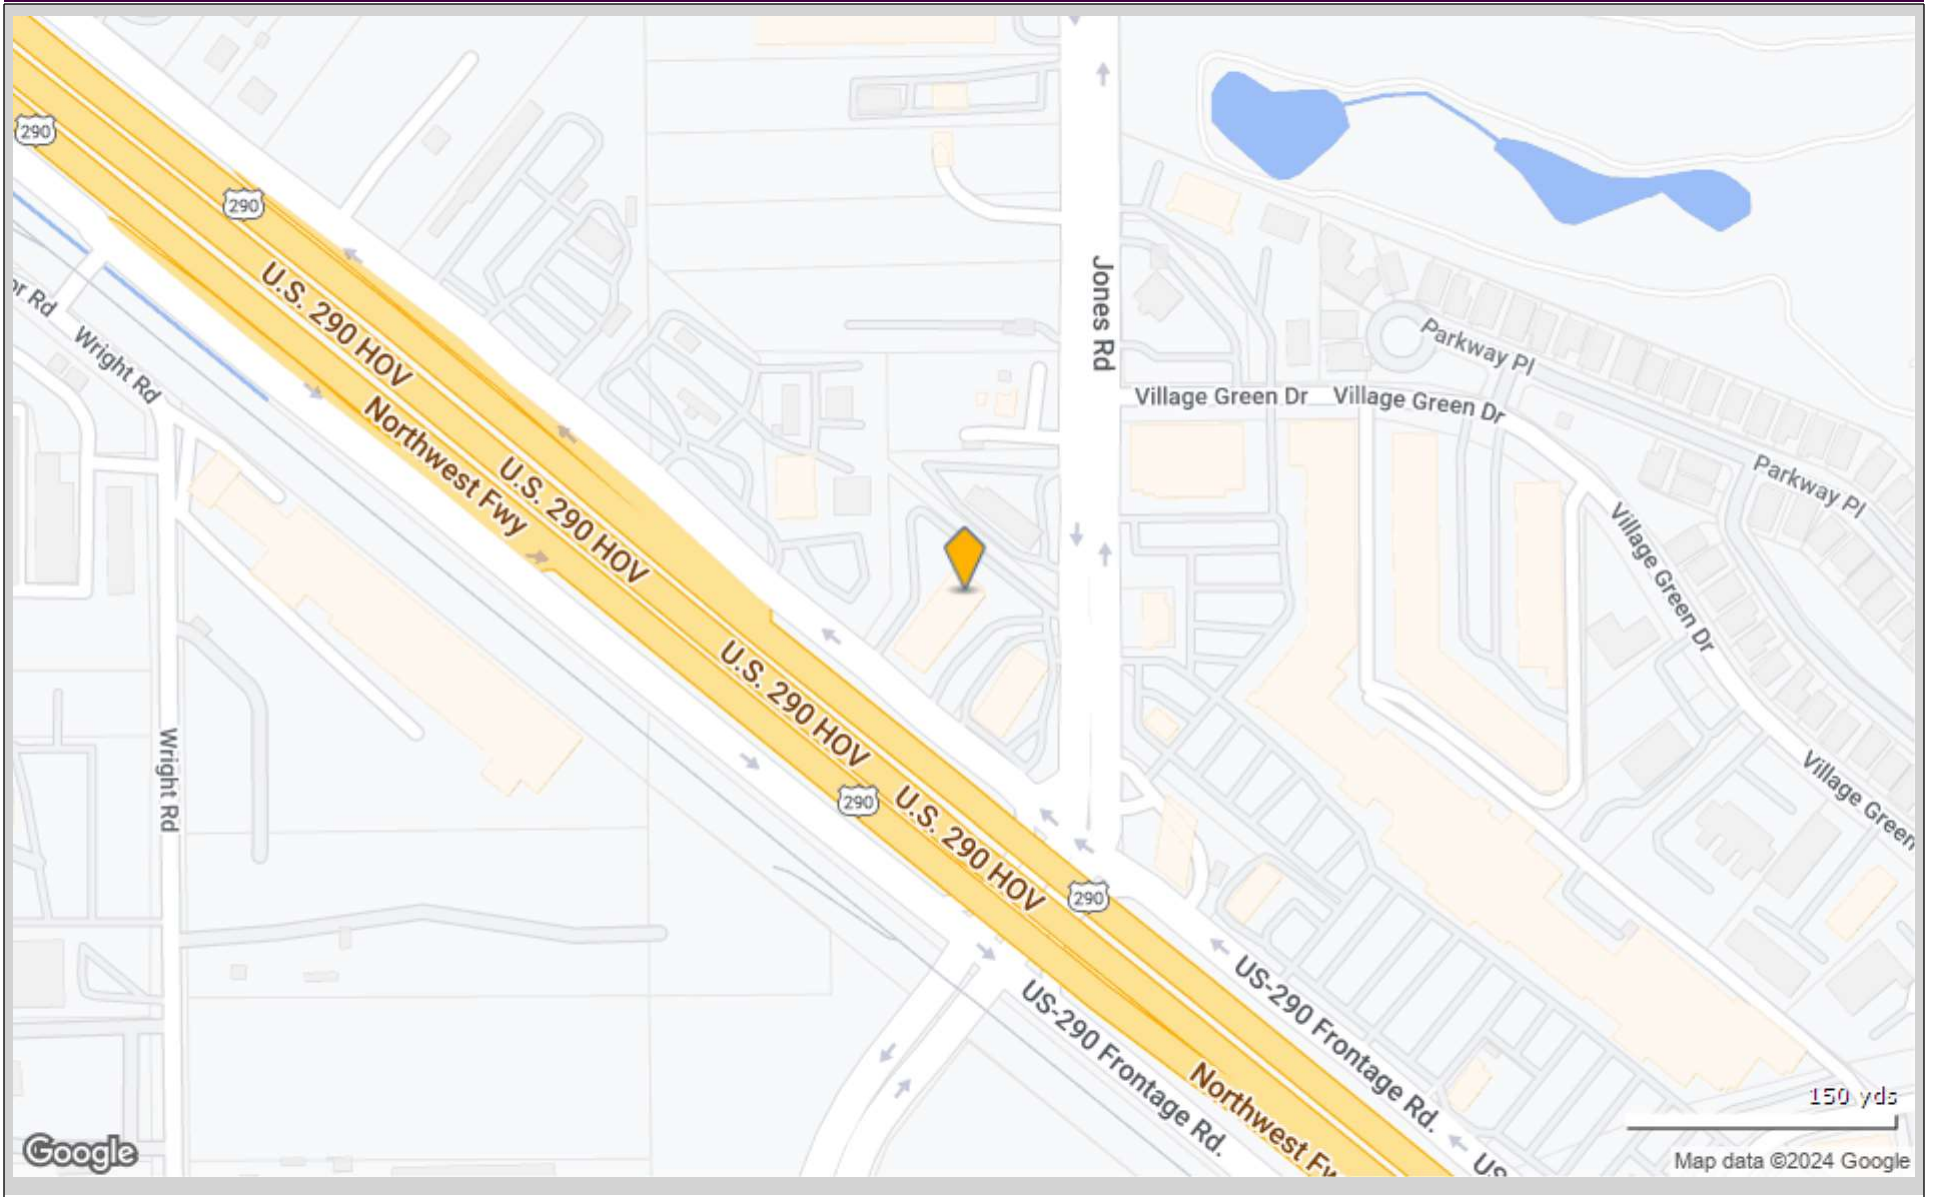 290
290
U.S. 290 HOV
Jones Rd
or Rd
Wright Rd
Parkway Pl
Village Green Dr
Village Green Dr
Northwest Fwy
U.S. 290 HOV
Parkway Pl
Village Green Dr
U.S. 290 HOV
Wright Rd
290
U.S. 290 HOV
Village Green
290
US-290 Frontage Rd.
US-290 Frontage Rd.
Northwest Fw
150 yds
US
Google
Map data ©2024 Google